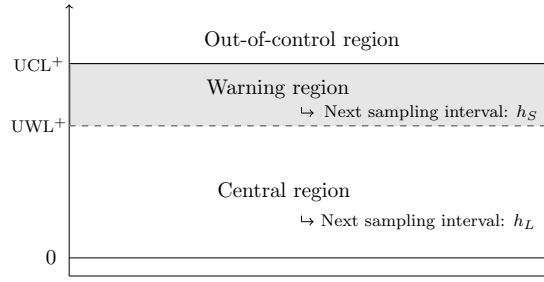 Out-of-control region
UCL⁺
Warning region
↳ Next sampling interval: h_S
UWL⁺
Central region
↳ Next sampling interval: h_L
0